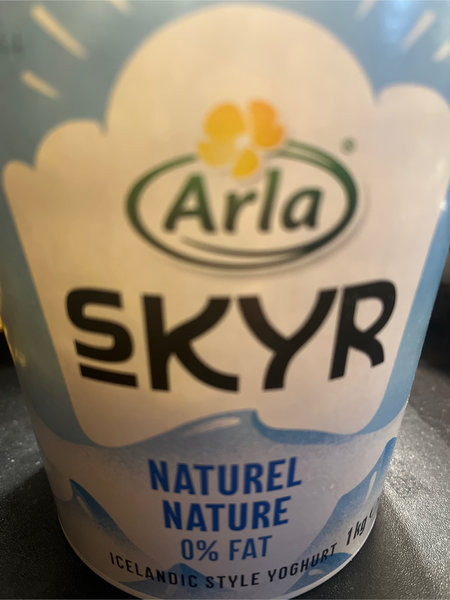 Arla
SKYR
NATUREL
NATURE
0% FAT
ICELANDIC STYLE YOGHURT 1kg